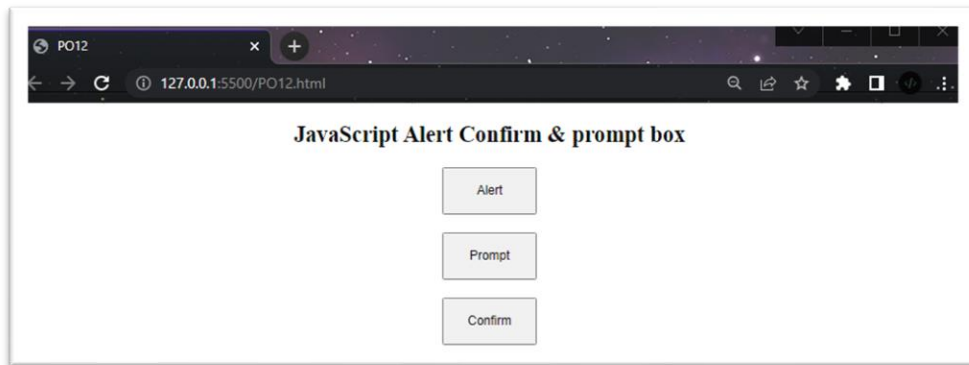 PO12
127.0.0.1:5500/PO12.html
JavaScript Alert Confirm & prompt box
Alert
Prompt
Confirm